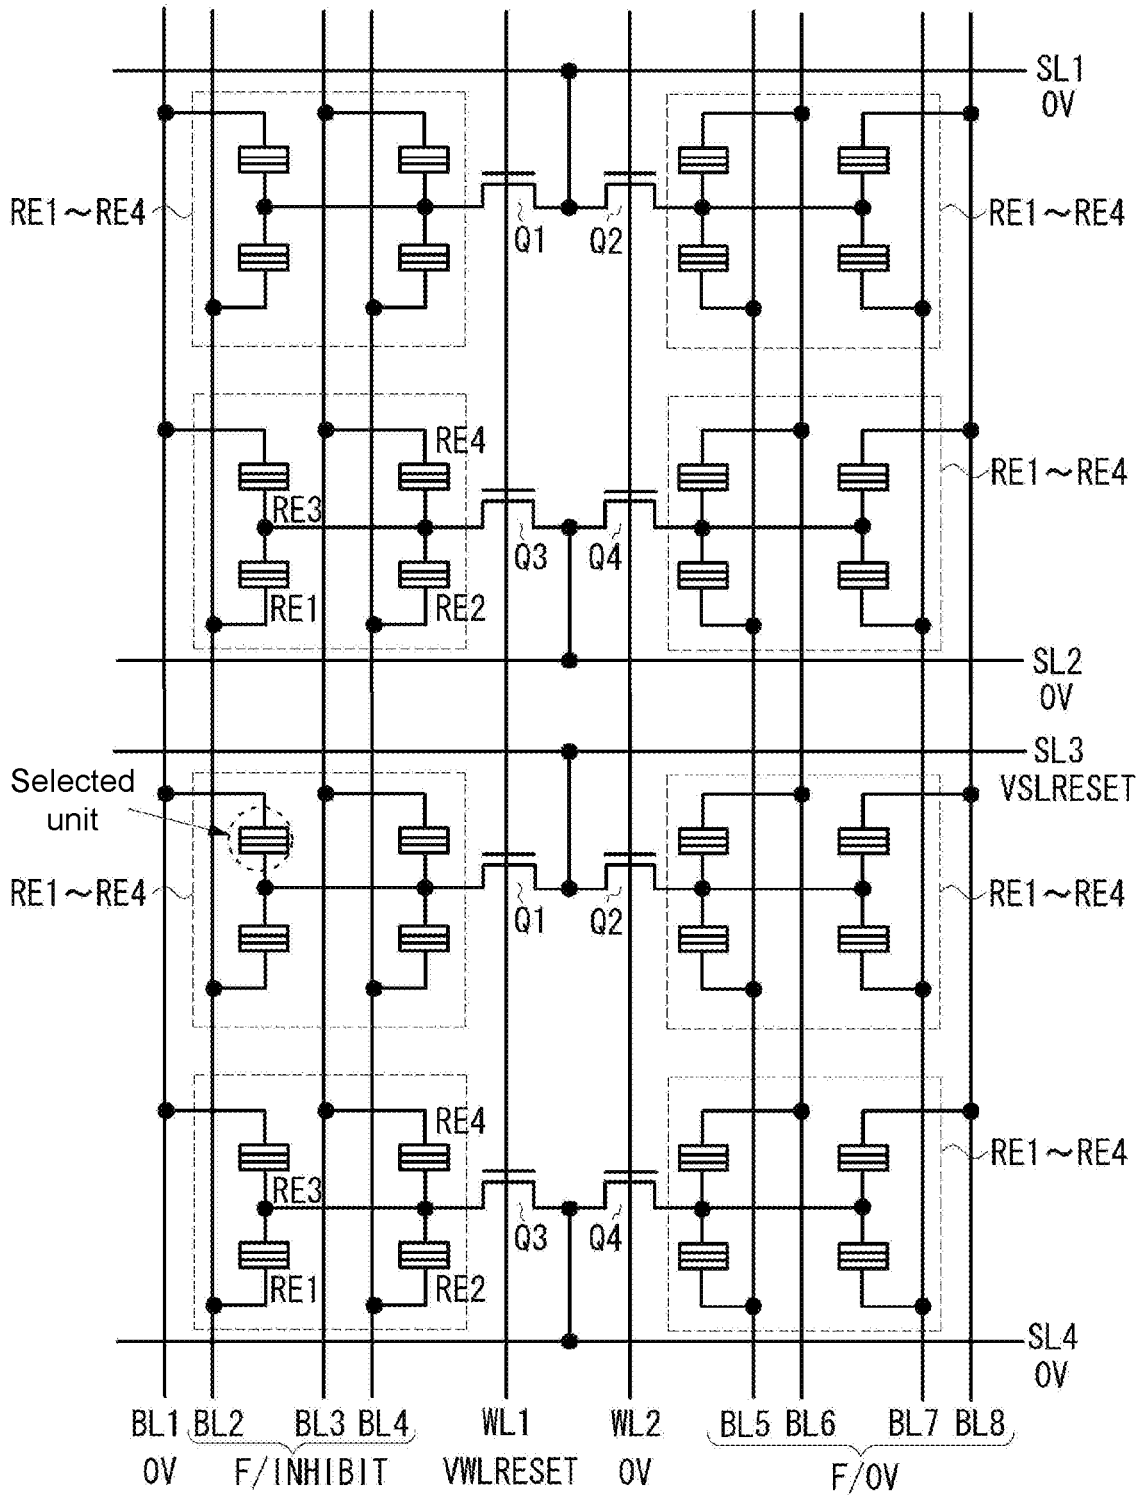 SL1
0V
RE1～RE4
Q1
Q2
RE1～RE4
RE4
RE3
RE1～RE4
Q3
Q4
RE1
RE2
SL2
0V
SL3
VSLRESET
Selected
unit
RE1～RE4
Q1
Q2
RE1～RE4
RE4
RE3
RE1～RE4
Q3
Q4
RE1
RE2
SL4
0V
BL1 BL2 BL3 BL4 WL1 WL2 BL5 BL6 BL7 BL8
0V F/INHIBIT VWLRESET 0V F/0V